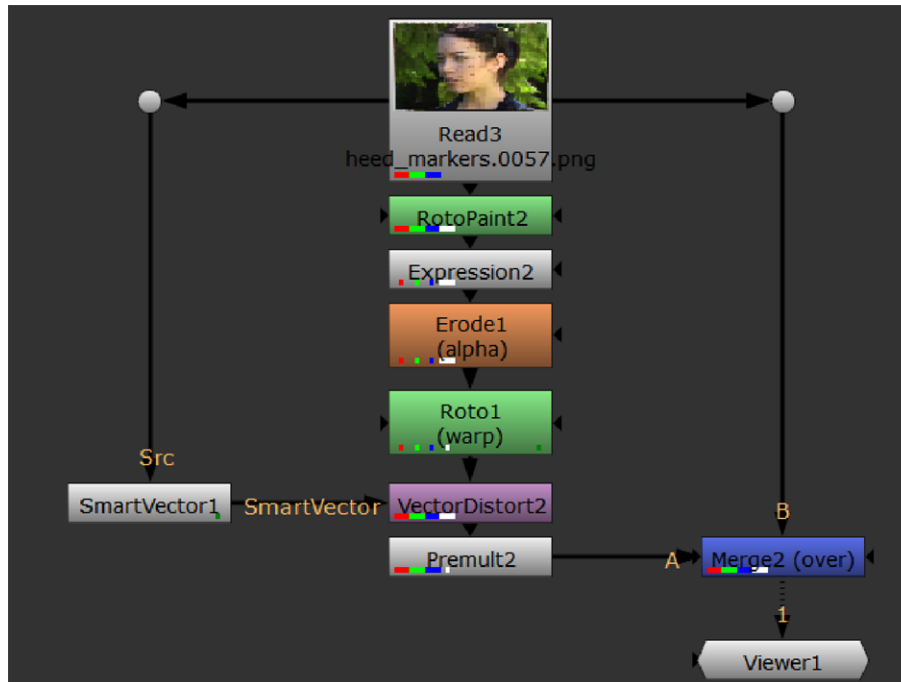 Read3
heed_markers.0057.png
RotoPaint2
Expression2
Erode1
(alpha)
Roto1
(warp)
Src
SmartVector1
SmartVector
VectorDistort2
B
Premult2
A
Merge2 (over)
1
Viewer1